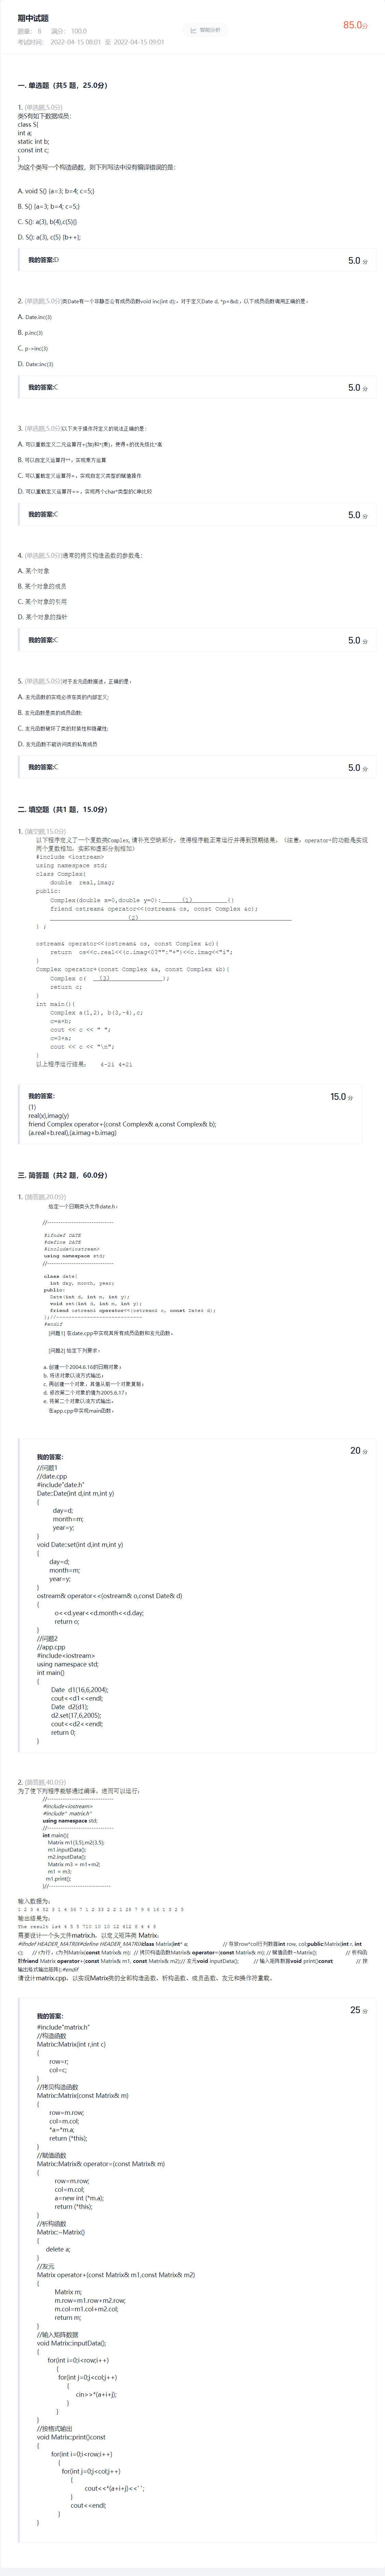 期中试题
85.0分
题量： 8 满分： 100.0
智能分析
考试时间： 2022-04-15 08:01 至 2022-04-15 09:01
一. 单选题（共5 题，25.0分）
1. (单选题,5.0分)
类S有如下数据成员：
class S{
int a;
static int b;
const int c;
}
为这个类写一个构造函数，则下列写法中没有编译错误的是：
A. void S() {a=3; b=4; c=5;}
B. S() {a=3; b=4; c=5;}
C. S(): a(3), b(4),c(5){}
D. S(): a(3), c(5) {b++};
我的答案:D
5.0 分
2. (单选题,5.0分)类Date有一个非静态公有成员函数void inc(int d);，对于定义Date d, *p=&d;，以下成员函数调用正确的是：
A. Date.inc(3)
B. p.inc(3)
C. p->inc(3)
D. Date::inc(3)
我的答案:C
5.0 分
3. (单选题,5.0分)以下关于操作符定义的说法正确的是：
A. 可以重载定义二元运算符+(加)和*(乘)，使得+的优先级比*高
B. 可以自定义运算符**，实现乘方运算
C. 可以重载定义运算符=，实现自定义类型的赋值操作
D. 可以重载定义运算符==，实现两个char*类型的C串比较
我的答案:C
5.0 分
4. (单选题,5.0分)通常的拷贝构造函数的参数是：
A. 某个对象
B. 某个对象的成员
C. 某个对象的引用
D. 某个对象的指针
我的答案:C
5.0 分
5. (单选题,5.0分)对于友元函数描述，正确的是：
A. 友元函数的实现必须在类的内部定义;
B. 友元函数是类的成员函数;
C. 友元函数破坏了类的封装性和隐藏性;
D. 友元函数不能访问类的私有成员
我的答案:C
5.0 分
二. 填空题（共1 题，15.0分）
1. (填空题,15.0分)
以下程序定义了一个复数类Complex,请补充空缺部分，使得程序能正常运行并得到预期结果。（注意：operator+的功能是实现
两个复数相加，实部和虚部分别相加）
#include <iostream>
using namespace std;
class Complex{
double real,imag;
public:
Complex(double x=0,double y=0):____(1)____{}
friend ostream& operator<<(ostream& os, const Complex &c);
____(2)____
} ;
ostream& operator<<(ostream& os, const Complex &c){
return os<<c.real<<(c.imag<0?"":"+")<<c.imag<<"i";
}
Complex operator+(const Complex &a, const Complex &b){
Complex c( __(3)____);
return c;
}
int main(){
Complex a(1,2), b(3,-4),c;
c=a+b;
cout << c << " ";
c=3+a;
cout << c << "\n";
}
以上程序运行结果： 4-2i 4+2i
我的答案：
15.0 分
(1)
real(x),imag(y)
friend Complex operator+(const Complex& a,const Complex& b);
(a.real+b.real),(a.imag+b.imag)
三. 简答题（共2 题，60.0分）
1. (简答题,20.0分)
给定一个日期类头文件date.h：
//-----------------------------
#ifndef DATE
#define DATE
#include<iostream>
using namespace std;
//-----------------------------
class date{
int day, month, year;
public:
Date(int d, int m, int y);
void set(int d, int m, int y);
friend ostream& operator<<(ostream& o, const Date& d);
};//---------------------------
#endif
[问题1] 在date.cpp中实现其所有成员函数和友元函数。
[问题2] 给定下列要求：
a. 创建一个2004.6.16的日期对象；
b. 将该对象以流方式输出；
c. 再创建一个对象，其值从前一个对象复制；
d. 修改第二个对象的值为2005.6.17；
e. 将第二个对象以流方式输出。
在app.cpp中实现main函数。
20 分
我的答案：
//问题1
//date.cpp
#include"date.h"
Date::Date(int d,int m,int y)
{
day=d;
month=m;
year=y;
}
void Date::set(int d,int m,int y)
{
day=d;
month=m;
year=y;
}
ostream& operator<<(ostream& o,const Date& d)
{
o<<d.year<<d.month<<d.day;
return o;
}
//问题2
//app.cpp
#include<iostream>
using namespace std;
int main()
{
Date d1(16,6,2004);
cout<<d1<<endl;
Date d2(d1);
d2.set(17,6,2005);
cout<<d2<<endl;
return 0;
}
2. (简答题,40.0分)
为了使下列程序能够通过编译，进而可以运行：
//-----------------------------
#include<iostream>
#include" matrix.h"
using namespace std;
//-----------------------------
int main(){
Matrix m1(3,5),m2(3,5);
m1.inputData();
m2.inputData();
Matrix m3 = m1+m2;
m1 = m3;
m1.print();
}//----------------------------
输入数据为：
输出结果为：
需要设计一个头文件matrix.h，以定义矩阵类 Matrix：
#ifndef HEADER_MATRIX#define HEADER_MATRIXclass Matrix{int* a; // 存放row*col行列数据int row, col;public:Matrix(int r, int
c); // r为行，c为列Matrix(const Matrix& m); // 拷贝构造函数Matrix& operator=(const Matrix& m); // 赋值函数~Matrix(); // 析构函
数friend Matrix operator+(const Matrix& m1, const Matrix& m2);// 友元void inputData(); // 输入矩阵数据void print()const; // 按
输出格式输出矩阵};#endif
请设计matrix.cpp，以实现Matrix类的全部构造函数、析构函数、成员函数、友元和操作符重载。
25 分
我的答案：
#include"matrix.h"
//构造函数
Matrix::Matrix(int r,int c)
{
row=r;
col=c;
}
//拷贝构造函数
Matrix::Matrix(const Matrix& m)
{
row=m.row;
col=m.col;
*a=*m.a;
return (*this);
}
//赋值函数
Matrix::Matrix& operator=(const Matrix& m)
{
row=m.row;
col=m.col;
a=new int (*m.a);
return (*this);
}
//析构函数
Matrix::~Matrix()
{
delete a;
}
//友元
Matrix operator+(const Matrix& m1,const Matrix& m2)
{
Matrix m;
m.row=m1.row+m2.row;
m.col=m1.col+m2.col;
return m;
}
//输入矩阵数据
void Matrix::inputData();
{
for(int i=0;i<row;i++)
{
for(int j=0;j<col;j++)
{
cin>>*(a+i+j);
}
}
}
//按格式输出
void Matrix::print()const
{
for(int i=0;i<row;i++)
{
for(int j=0;j<col;j++)
{
cout<<*(a+i+j)<<' ';
}
cout<<endl;
}
}